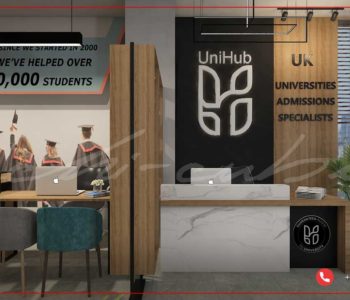 SINCE WE STARTED IN 2000
WE'VE HELPED OVER
0,000 STUDENTS
UniHub
UK
UNIVERSITIES
ADMISSIONS
SPECIALISTS